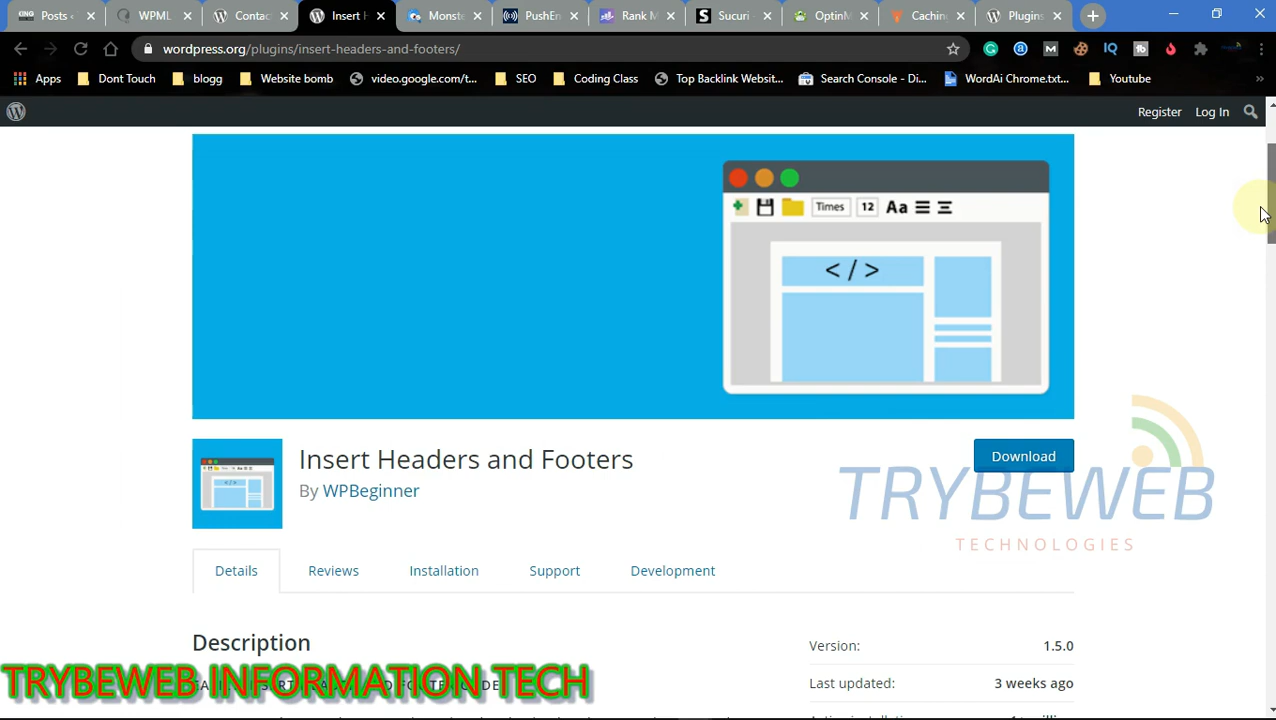 Posts
WPML
Contac
Insert H
Monste
PushEn
Rank M
Sucuri
OptinM
Caching
Plugins
wordpress.org/plugins/insert-headers-and-footers/
Apps
Dont Touch
blogg
Website bomb
video.google.com/t...
SEO
Coding Class
Top Backlink Websit...
Search Console - Di...
WordAi Chrome.txt...
Youtube
Register
Log In
Times
12
Aa
< / >
Insert Headers and Footers
By WPBeginner
Download
TRYBEWEB
TECHNOLOGIES
Details
Reviews
Installation
Support
Development
Description
Version:
1.5.0
Last updated:
3 weeks ago
TRYBEWEB INFORMATION TECH